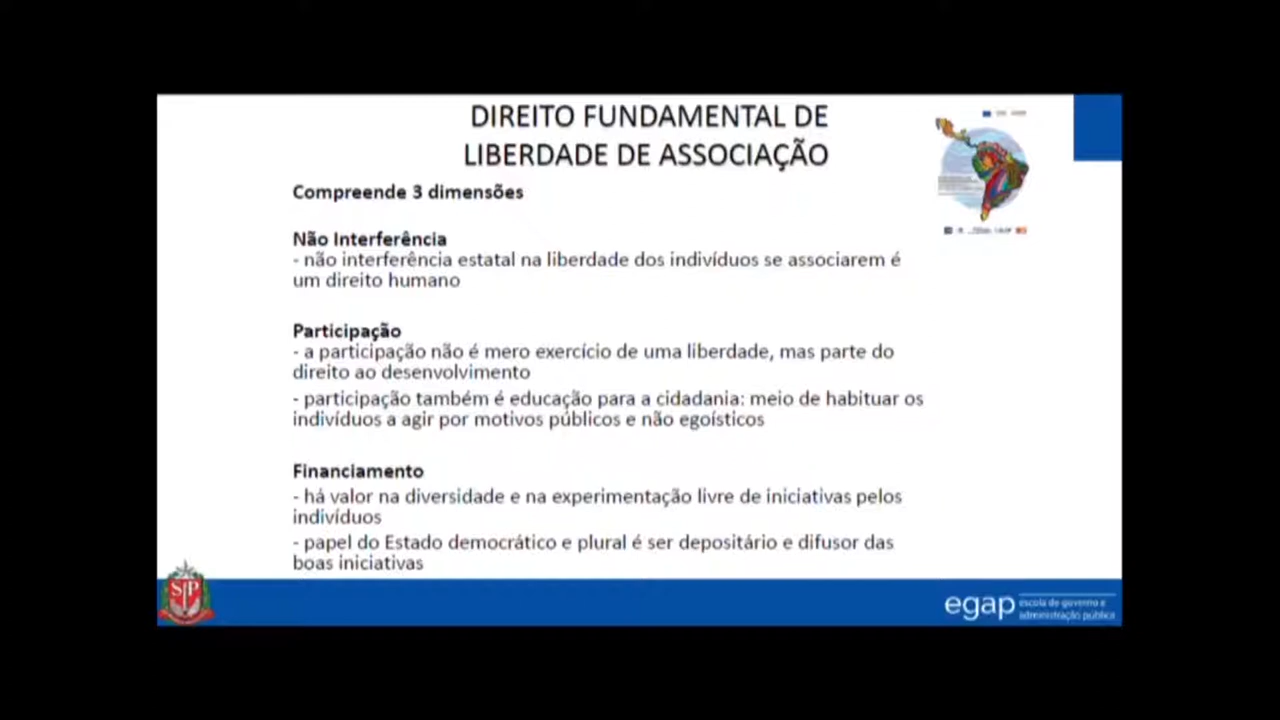 DIREITO FUNDAMENTAL DE
LIBERDADE DE ASSOCIAÇÃO
Compreende 3 dimensões
Não Interferência
- não interferência estatal na liberdade dos indivíduos se associarem é
um direito humano
Participação
- a participação não é mero exercício de uma liberdade, mas parte do
direito ao desenvolvimento
- participação também é educação para a cidadania: meio de habituar os
indivíduos a agir por motivos públicos e não egoísticos
Financiamento
- há valor na diversidade e na experimentação livre de iniciativas pelos
indivíduos
- papel do Estado democrático e plural é ser depositário e difusor das
boas iniciativas
SP
egap
escola de governo e
administração pública